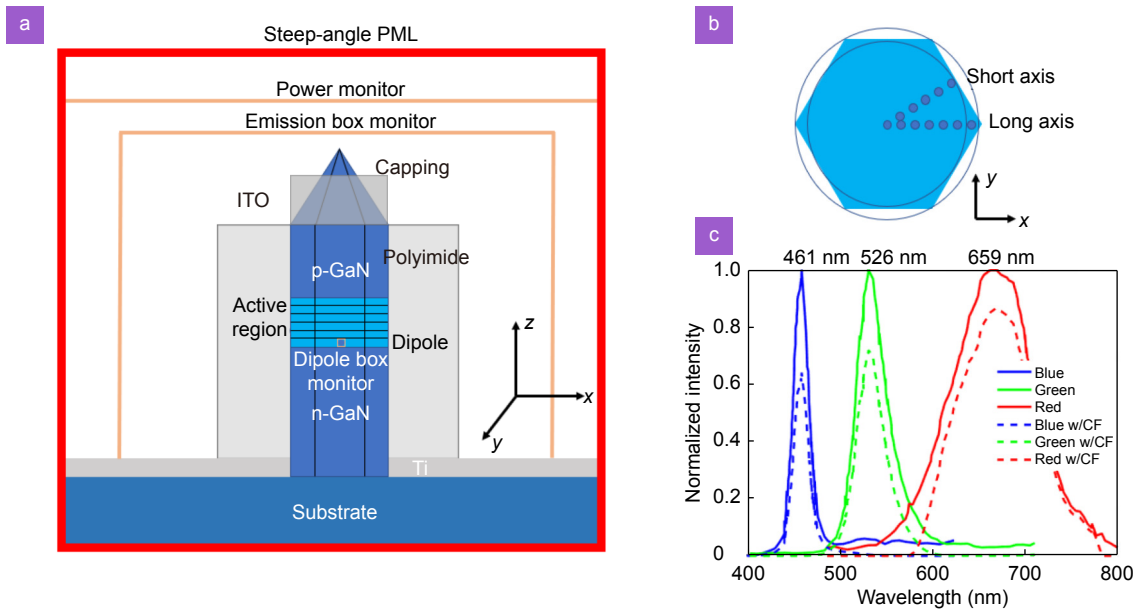 a
Steep-angle PML
Power monitor
Emission box monitor
Capping
ITO
p-GaN
Polyimide
Active
region
Dipole
Dipole box
monitor
n-GaN
Ti
Substrate
z
x
y
b
Short axis
Long axis
y
x
c
461 nm 526 nm 659 nm
Normalized intensity
1.0
0.8
0.6
0.4
0.2
0
Blue
Green
Red
Blue w/CF
Green w/CF
Red w/CF
400 500 600 700 800
Wavelength (nm)